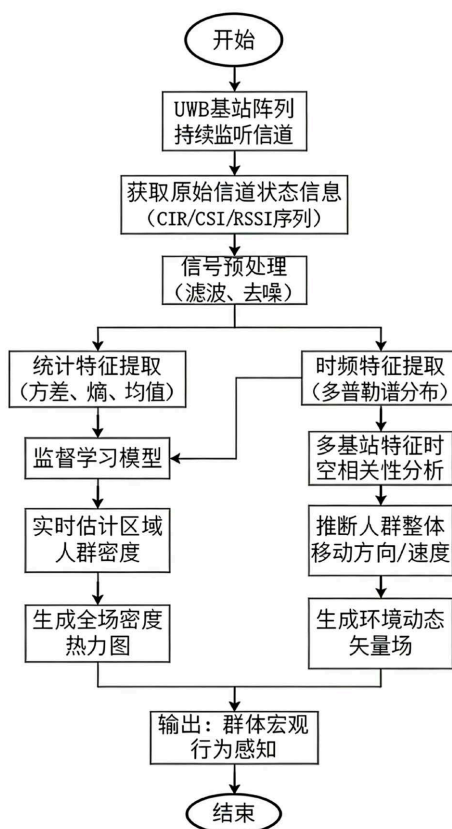 开始
UWB基站阵列
持续监听信道
获取原始信道状态信息
（CIR/CSI/RSSI序列）
信号预处理
（滤波、去噪）
统计特征提取
（方差、熵、均值）
时频特征提取
（多普勒谱分布）
监督学习模型
多基站特征时
空相关性分析
实时估计区域
人群密度
推断人群整体
移动方向/速度
生成全场密度
热力图
生成环境动态
矢量场
输出：群体宏观
行为感知
结束